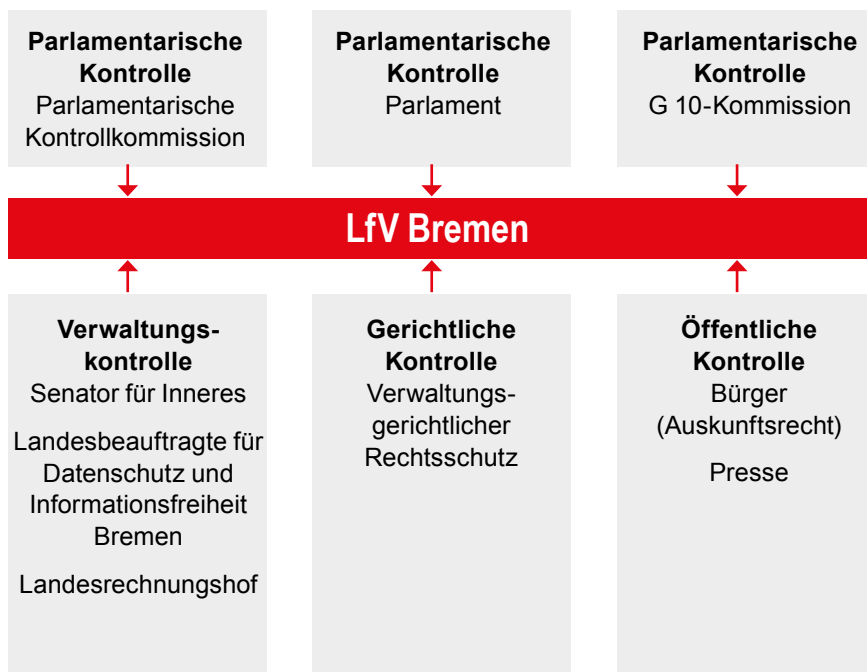 Parlamentarische
Kontrolle
Parlamentarische
Kontrollkommission
Parlamentarische
Kontrolle
Parlament
Parlamentarische
Kontrolle
G 10-Kommission
LfV Bremen
Verwaltungs-
kontrolle
Senator für Inneres
Landesbeauftragte für
Datenschutz und
Informationsfreiheit
Bremen
Landesrechnungshof
Gerichtliche
Kontrolle
Verwaltungs-
gerichtlicher
Rechtsschutz
Öffentliche
Kontrolle
Bürger
(Auskunftsrecht)
Presse